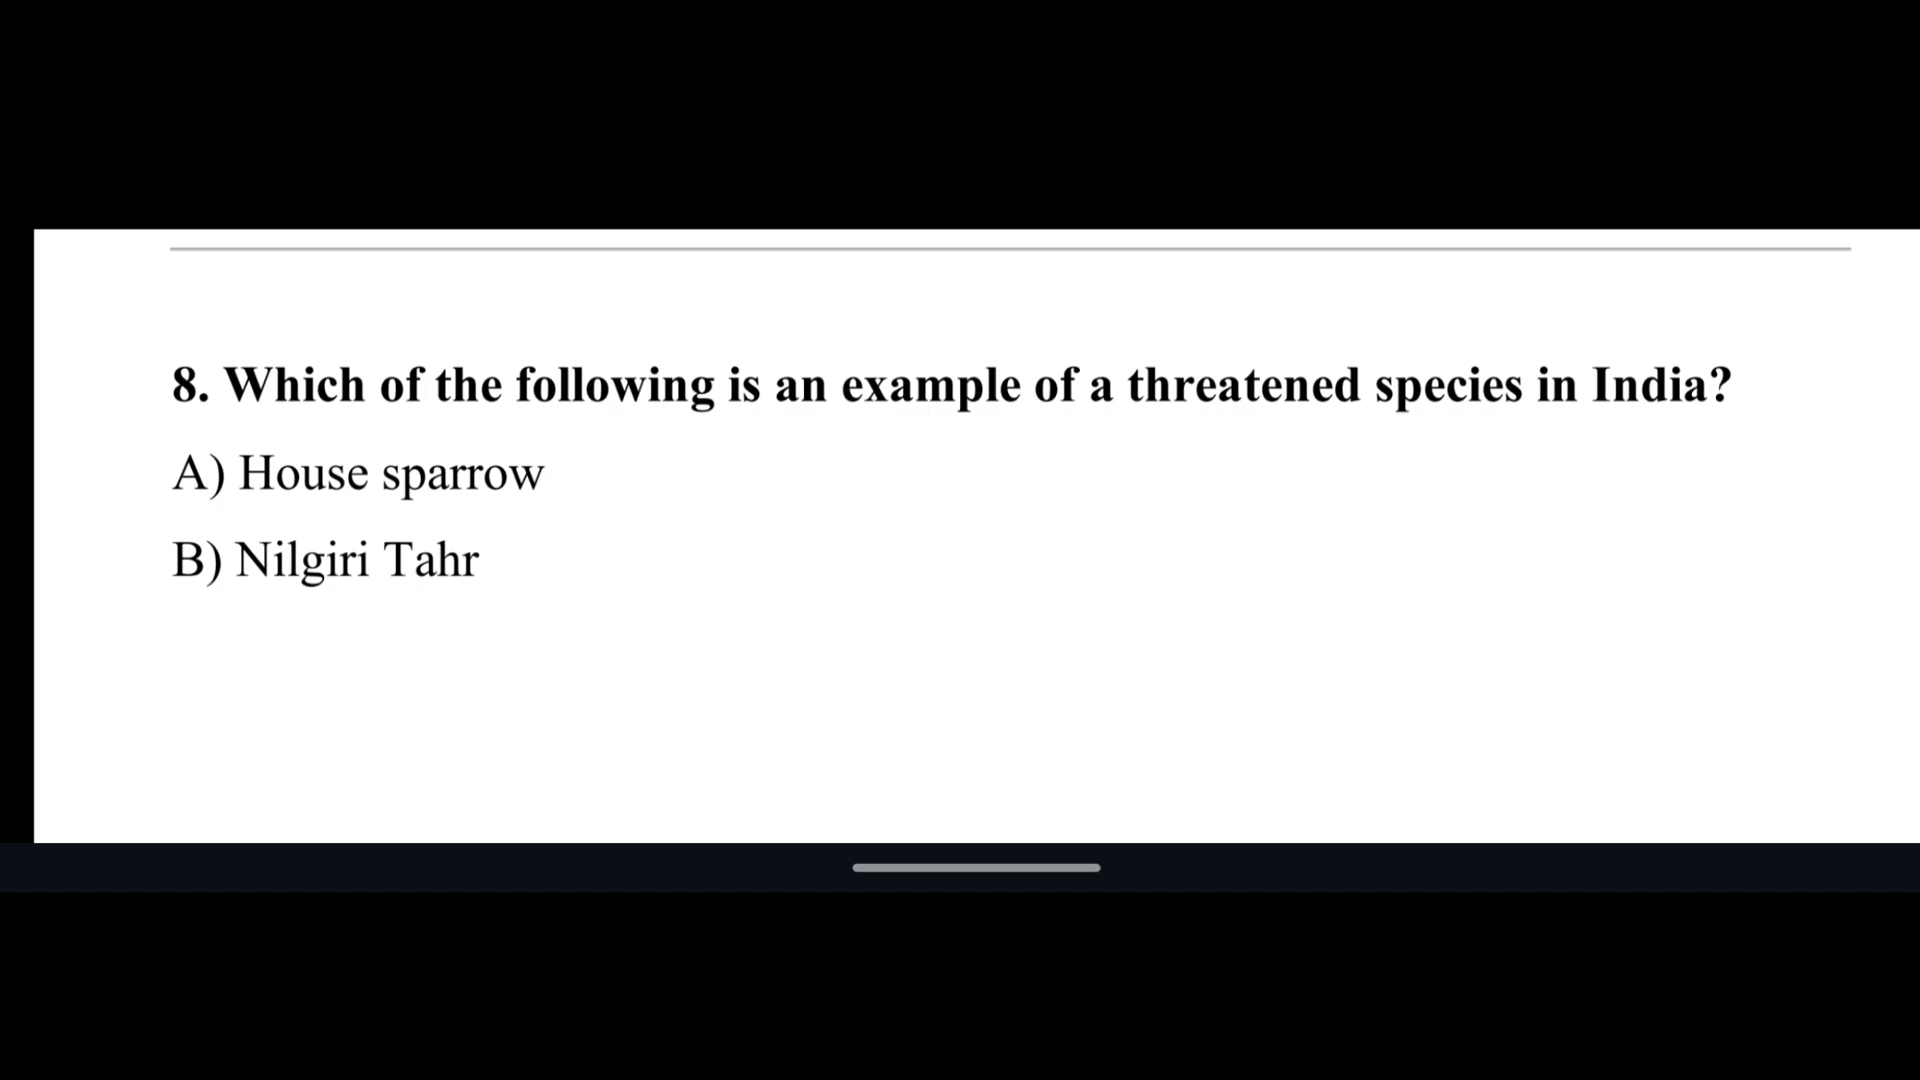 8. Which of the following is an example of a threatened species in India?
A) House sparrow
B) Nilgiri Tahr